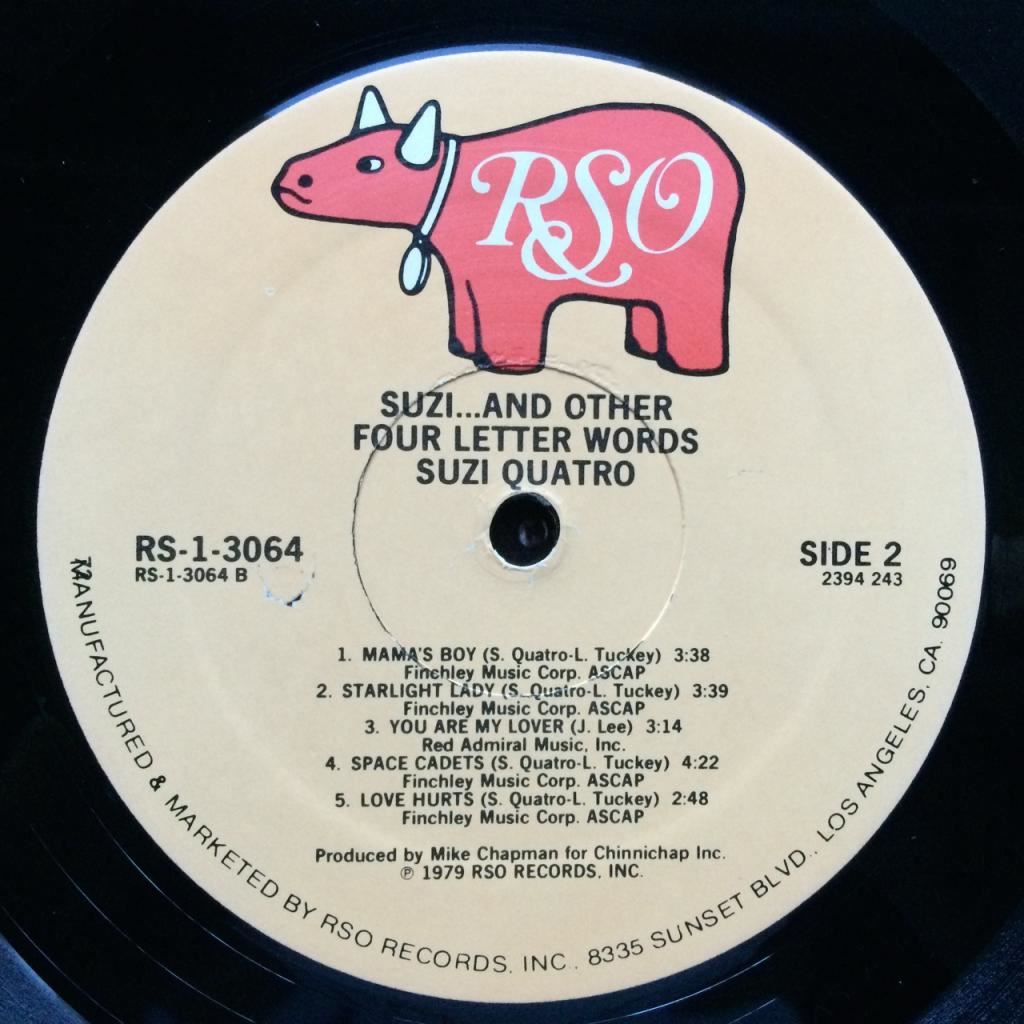 RSO
SUZI...AND OTHER
FOUR LETTER WORDS
SUZI QUATRO
RS-1-3064
RS-1-3064 B
SIDE 2
2394 243
1. MAMA'S BOY (S. Quatro-L. Tuckey) 3:38
Finchley Music Corp. ASCAP
2. STARLIGHT LADY (S. Quatro-L. Tuckey) 3:39
Finchley Music Corp. ASCAP
3. YOU ARE MY LOVER (J. Lee) 3:14
Red Admiral Music, Inc.
4. SPACE CADETS (S. Quatro-L. Tuckey) 4:22
Finchley Music Corp. ASCAP
5. LOVE HURTS (S. Quatro-L. Tuckey) 2:48
Finchley Music Corp. ASCAP
Produced by Mike Chapman for Chinnichap Inc.
℗ 1979 RSO RECORDS, INC.
MANUFACTURED & MARKETED BY RSO RECORDS, INC., 8335 SUNSET BLVD., LOS ANGELES, CA. 90069